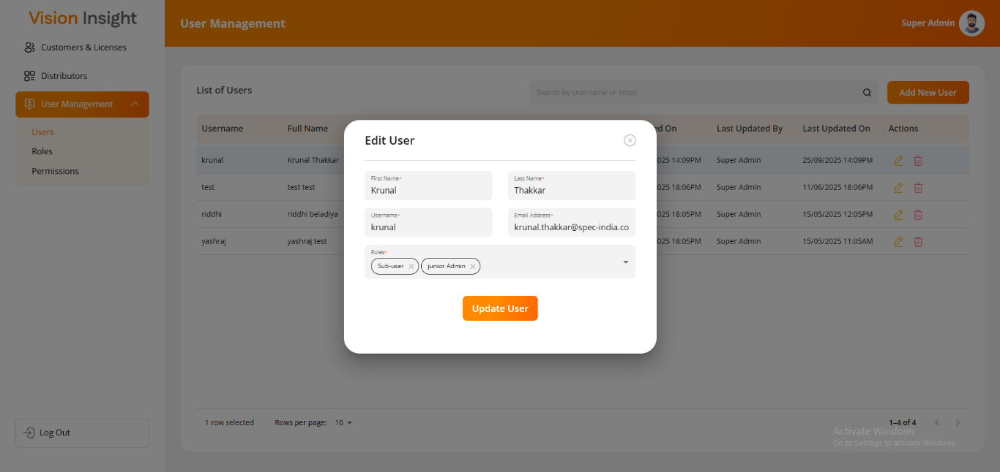 Vision Insight
User Management
Super Admin
Customers & Licenses
Distributors
User Management
Users
Roles
Permissions
Log Out
List of Users
Search by Username or Email
Add New User
Username Full Name ed On Last Updated By Last Updated On Actions
krunal Krunal Thakkar 025 14:09PM Super Admin 25/09/2025 14:09PM
test test test 025 18:06PM Super Admin 11/06/2025 18:06PM
riddhi riddhi beladiya 025 18:05PM Super Admin 15/05/2025 12:05PM
yashraj yashraj test 025 18:05PM Super Admin 15/05/2025 11:05AM
Edit User
First Name*
Krunal
Last Name*
Thakkar
Username*
krunal
Email Address*
krunal.thakkar@spec-india.co
Roles*
Sub-user junior Admin
Update User
1 row selected Rows per page: 10 1–4 of 4
Activate Windows
Go to Settings to activate Windows.